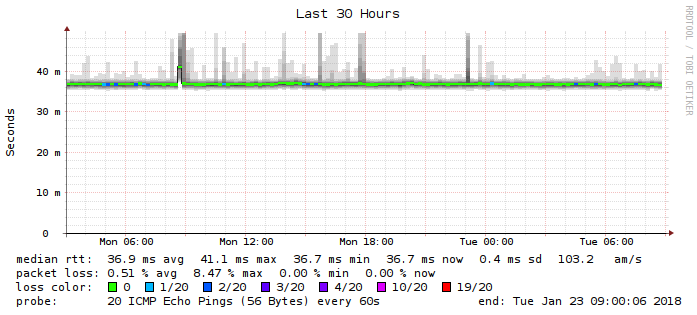 Last 30 Hours
RRDTOOL / TOBI OETIKER
Seconds
40 m
30 m
20 m
10 m
0
Mon 06:00 Mon 12:00 Mon 18:00 Tue 00:00 Tue 06:00
median rtt: 36.9 ms avg 41.1 ms max 36.7 ms min 36.7 ms now 0.4 ms sd 103.2 am/s
packet loss: 0.51 % avg 8.47 % max 0.00 % min 0.00 % now
loss color: 0 1/20 2/20 3/20 4/20 10/20 19/20
probe: 20 ICMP Echo Pings (56 Bytes) every 60s end: Tue Jan 23 09:00:06 2018